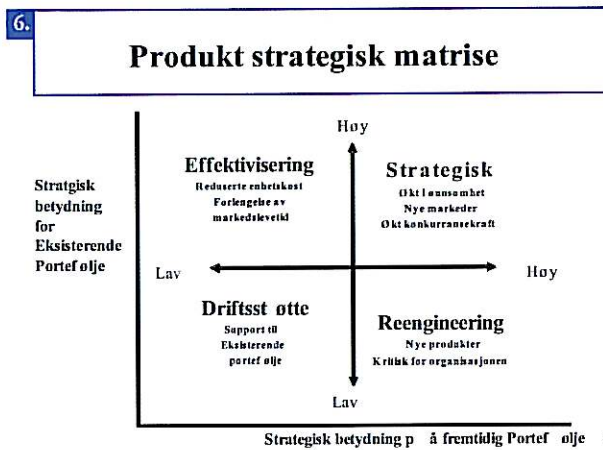 6.
Produkt strategisk matrise
Høy
Effektivisering
Reduserte enhetskost
Forlengelse av
markedslevetid
Strategisk
Økt lønnsomhet
Nye markeder
Økt konkurransekraft
Stratgisk
betydning
for
Eksisterende
Portef ølje
Lav
Høy
Driftsst øtte
Support til
Eksisterende
portef ølje
Reengineering
Nye produkter
Kritisk for organisasjonen
Lav
Strategisk betydning p å fremtidig Portef ølje